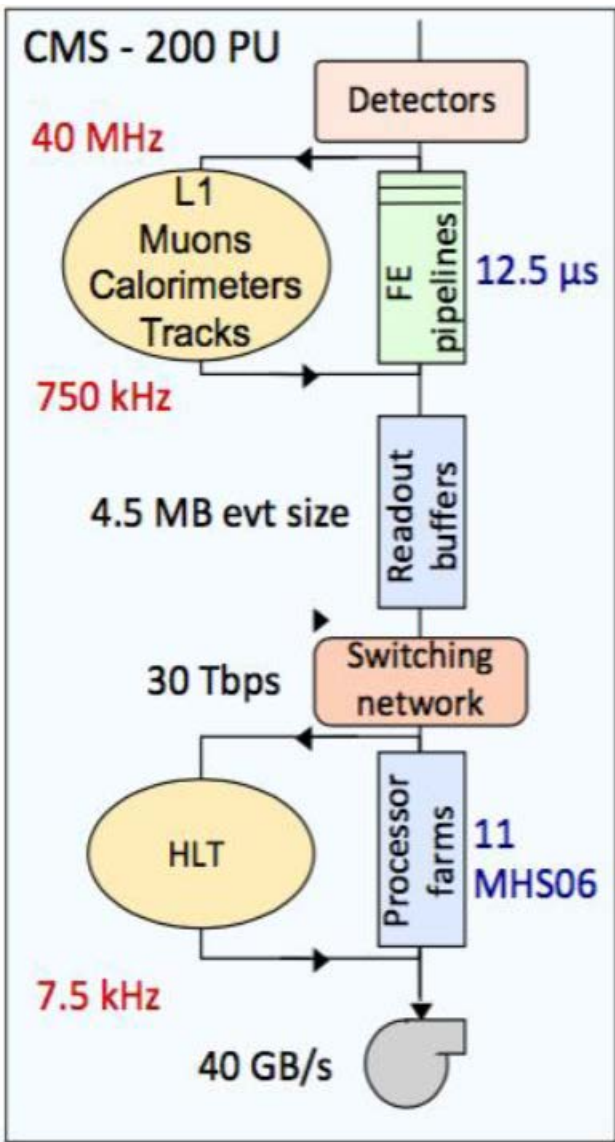 CMS - 200 PU
Detectors
40 MHz
L1
Muons
Calorimeters
Tracks
FE
pipelines
12.5 µs
750 kHz
4.5 MB evt size
Readout
buffers
Switching
network
30 Tbps
HLT
Processor
farms
11
MHS06
7.5 kHz
40 GB/s